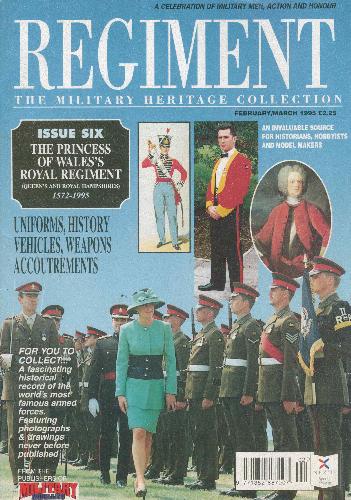 A CELEBRATION OF MILITARY MEN, ACTION AND HONOUR
REGIMENT
THE MILITARY HERITAGE COLLECTION
FEBRUARY/MARCH 1995 £2.25
ISSUE SIX
THE PRINCESS
OF WALES'S
ROYAL REGIMENT
(QUEEN'S AND ROYAL HAMPSHIRES)
1572-1995
AN INVALUABLE SOURCE
FOR HISTORIANS, HOBBYISTS
AND MODEL MAKERS
UNIFORMS, HISTORY
VEHICLES, WEAPONS
ACCOUTREMENTS
FOR YOU TO
COLLECT...
A fascinating
historical
record of the
world's most
famous armed
forces.
Featuring
photographs
& drawings
never before
published
FROM THE
PUBLISHERS OF
MILITARY